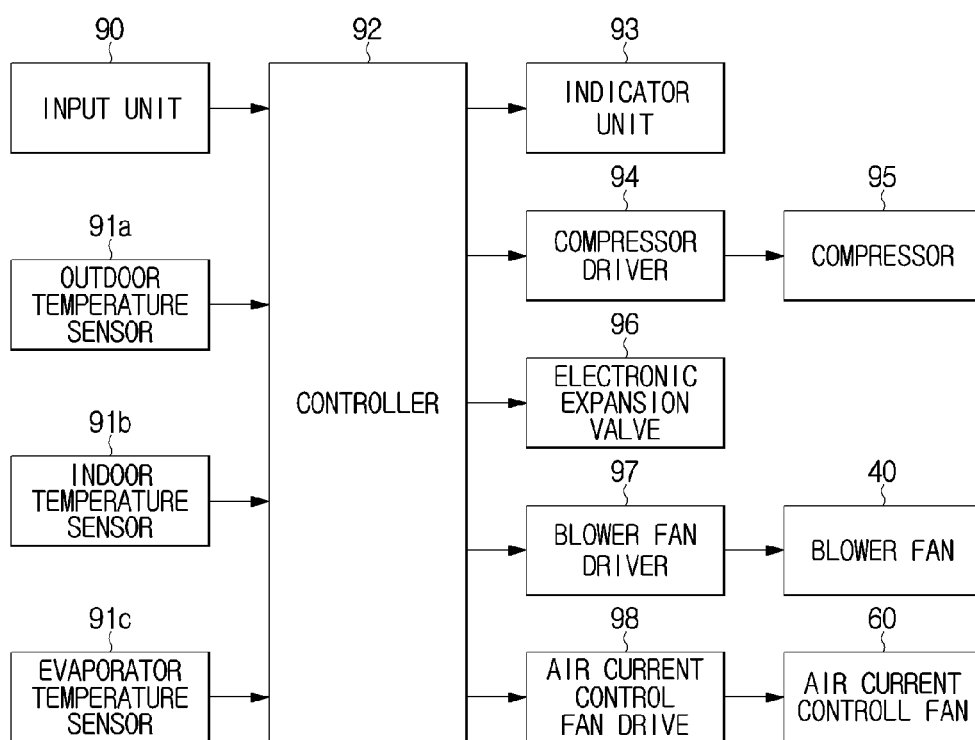 90
INPUT UNIT
91a
OUTDOOR
TEMPERATURE
SENSOR
91b
INDOOR
TEMPERATURE
SENSOR
91c
EVAPORATOR
TEMPERATURE
SENSOR
92
CONTROLLER
93
INDICATOR
UNIT
94
COMPRESSOR
DRIVER
95
COMPRESSOR
96
ELECTRONIC
EXPANSION
VALVE
97
BLOWER FAN
DRIVER
40
BLOWER FAN
98
AIR CURRENT
CONTROL
FAN DRIVE
60
AIR CURRENT
CONTROLL FAN